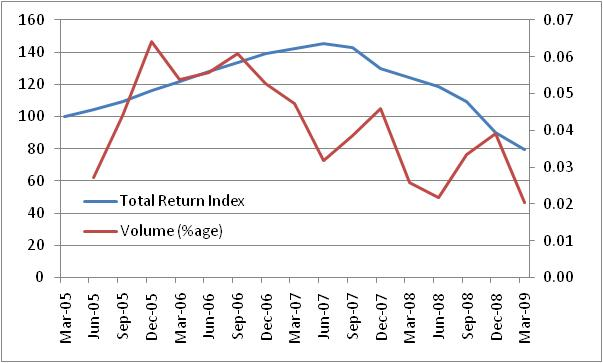 160
140
120
100
80
60
40
20
0
0.07
0.06
0.05
0.04
0.03
0.02
0.01
0.00
Total Return Index
Volume (%age)
Mar-05
Jun-05
Sep-05
Dec-05
Mar-06
Jun-06
Sep-06
Dec-06
Mar-07
Jun-07
Sep-07
Dec-07
Mar-08
Jun-08
Sep-08
Dec-08
Mar-09